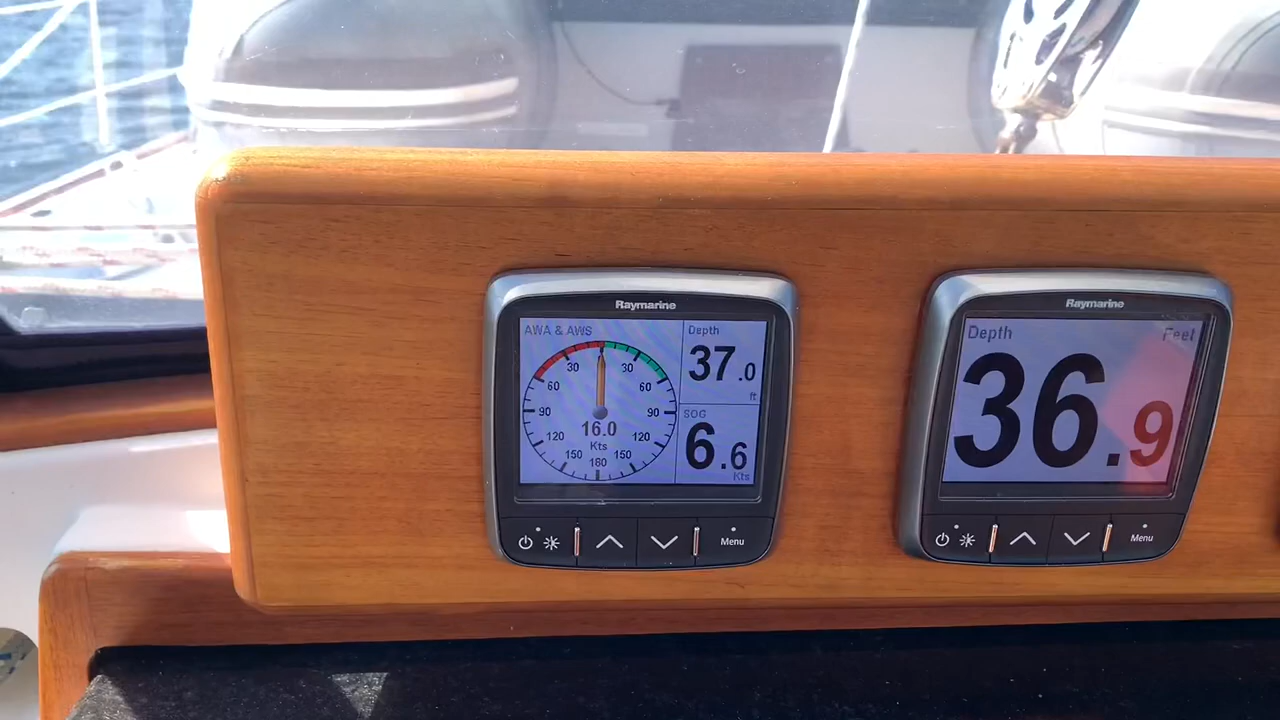 Raymarine
AWA & AWS
30 30
60 60
90 90
120 120
150 150
180
16.0
Kts
Depth
37.0
ft
SOG
6.6
Kts
Menu
Raymarine
Depth Feet
36.9
Menu